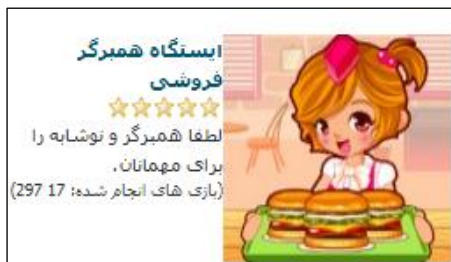 ایستگاه همبرگر
فروشی
لطفا همبرگر و نوشابه را
برای مهمانان.
(بازی های انجام شده: 17 297)